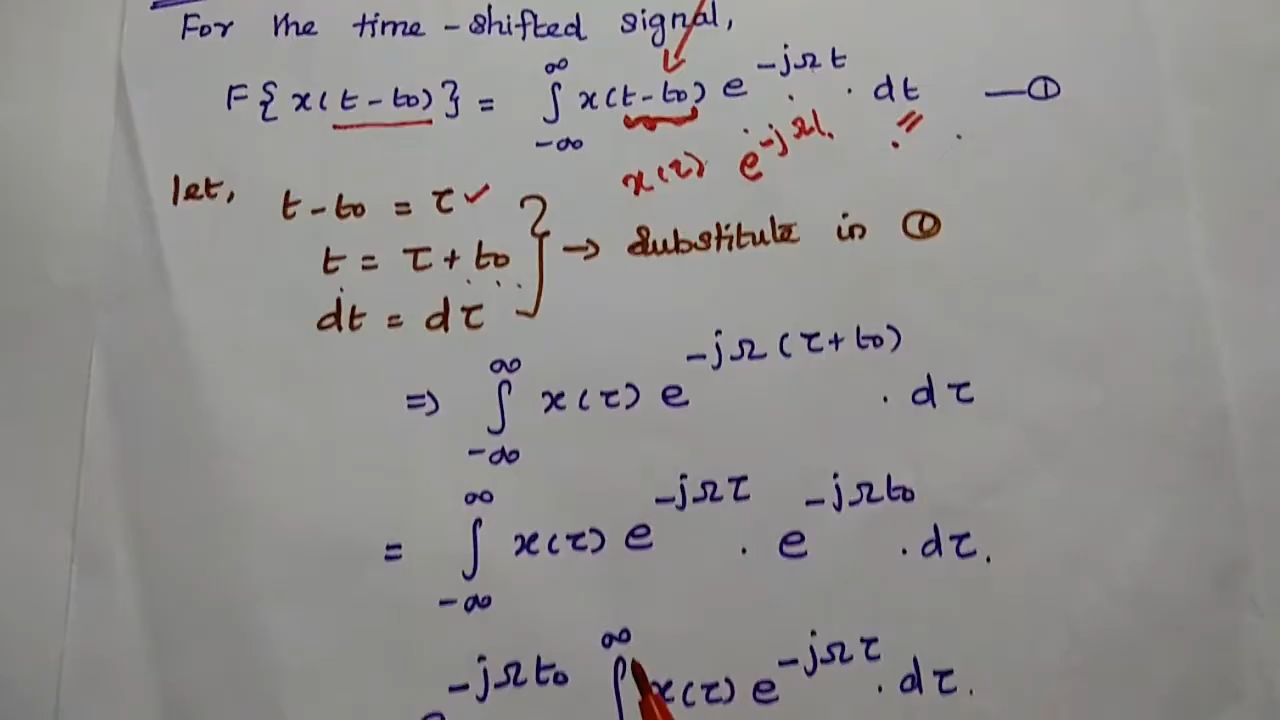 For the time-shifted signal,
F{x(t-t0)} = ∫_{-∞}^{∞} x(t-t0) e^{-jΩt} . dt —①
x(τ) e^{-jΩ
let, t-t0 = τ ✓
t = τ + t0 } → substitute in ①
dt = dτ
=> ∫_{-∞}^{∞} x(τ) e^{-jΩ(τ+t0)} . dτ
= ∫_{-∞}^{∞} x(τ) e^{-jΩτ} . e^{-jΩt0} . dτ.
e^{-jΩt0} ∫^{∞} x(τ) e^{-jΩτ} . dτ.